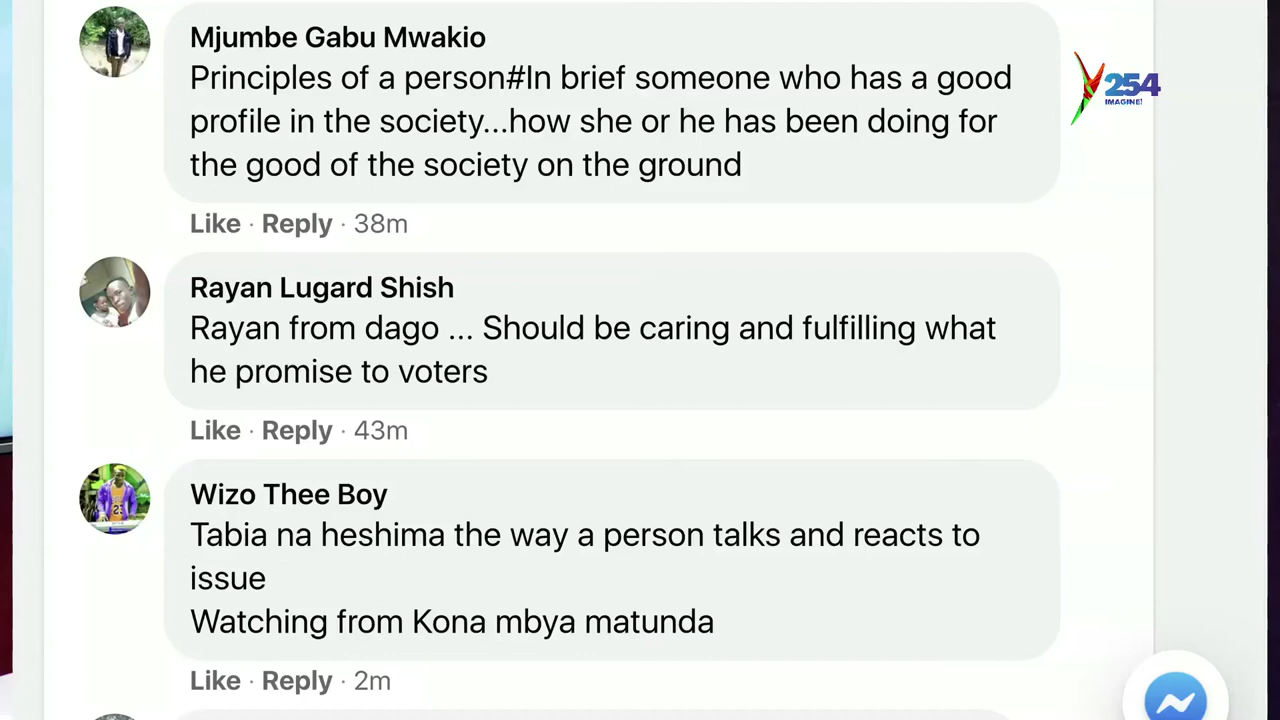 Mjumbe Gabu Mwakio
Principles of a person#In brief someone who has a good
profile in the society...how she or he has been doing for
the good of the society on the ground
Like · Reply · 38m
Rayan Lugard Shish
Rayan from dago ... Should be caring and fulfilling what
he promise to voters
Like · Reply · 43m
Wizo Thee Boy
Tabia na heshima the way a person talks and reacts to
issue
Watching from Kona mbya matunda
Like · Reply · 2m
Y254
IMAGINE!